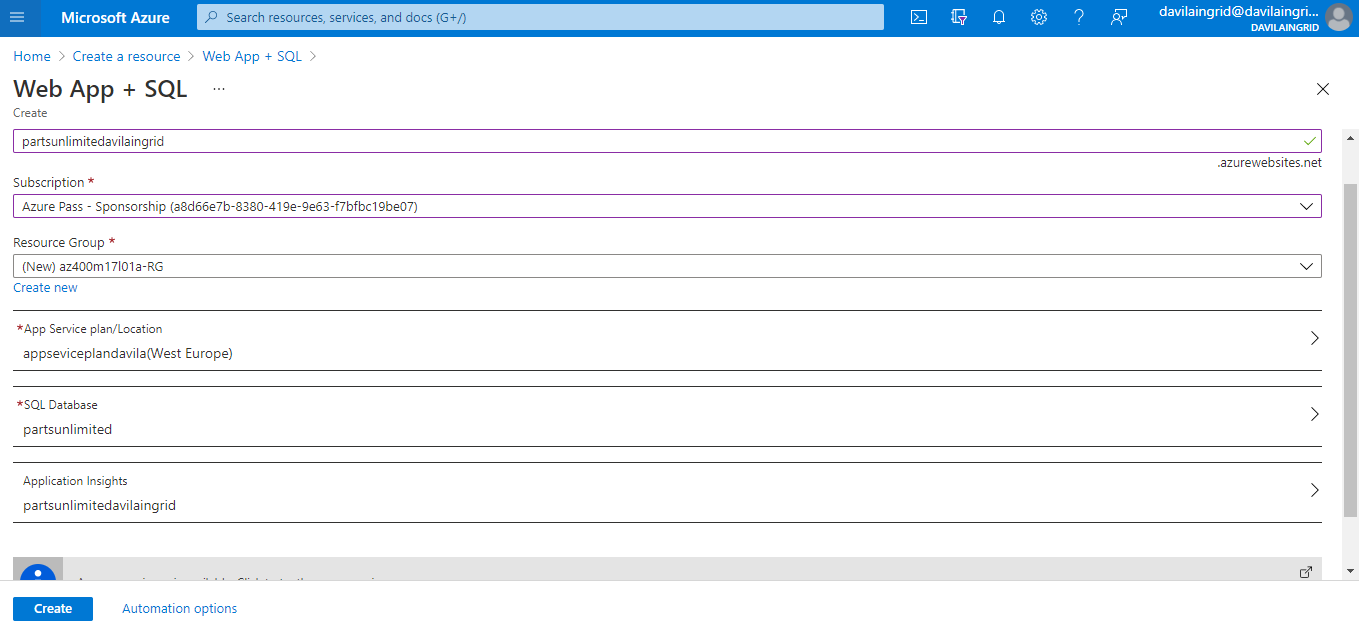 Microsoft Azure
Search resources, services, and docs (G+/)
davilaingrid@davilaingri...
DAVILAINGRID
Home > Create a resource > Web App + SQL >
Web App + SQL ...
Create
partsunlimitedavilaingrid
.azurewebsites.net
Subscription *
Azure Pass - Sponsorship (a8d66e7b-8380-419e-9e63-f7bfbc19be07)
Resource Group *
(New) az400m17l01a-RG
Create new
*App Service plan/Location
appseviceplandavila(West Europe)
*SQL Database
partsunlimited
Application Insights
partsunlimitedavilaingrid
Create
Automation options